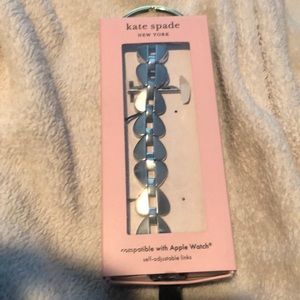 kate spade
NEW YORK
compatible with Apple Watch®
self-adjustable links